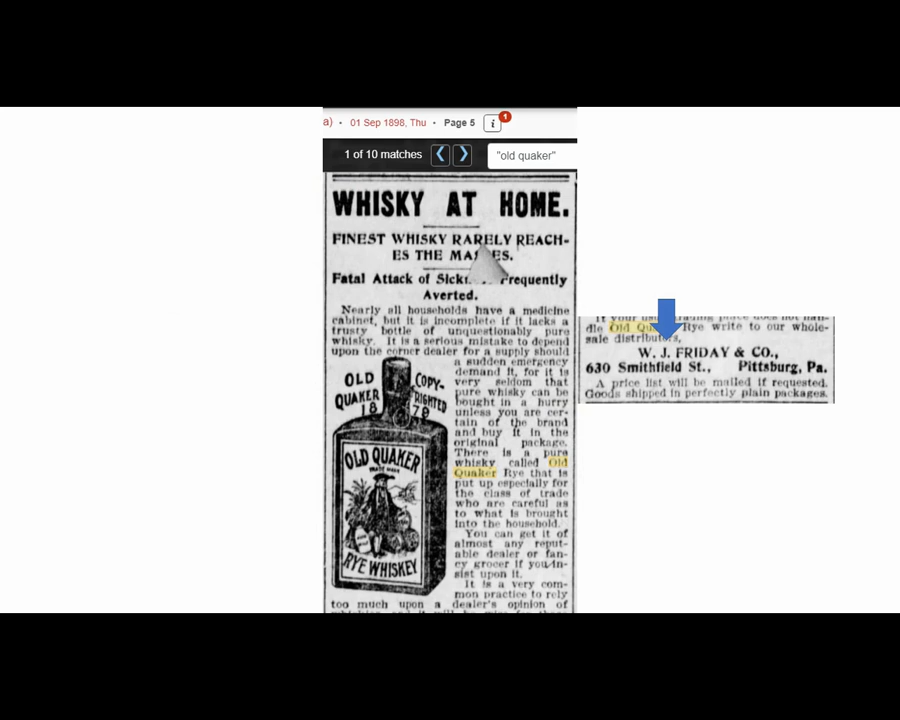 a) • 01 Sep 1898, Thu • Page 5 i 1
1 of 10 matches "old quaker"
WHISKY AT HOME.
FINEST WHISKY RARELY REACH-
ES THE MASSES.
Fatal Attack of Frequently
Averted.
Nearly all households have a medicine
cabinet, but it is incomplete if it lacks a
trusty bottle of unquestionably pure
whisky. It is a serious mistake to depend
upon the corner dealer for a supply should
a sudden emergency
demand it, for it is
very seldom that
pure whisky can be
bought in a hurry
unless you are cer-
tain of the brand
and buy it in the
original package.
There is a pure
whisky called Old
Quaker Rye that is
put up especially for
the class of trade
who are careful as
to what is brought
into the household.
You can get it of
almost any reput-
able dealer or fan-
cy grocer if you in-
sist upon it.
It is a very com-
mon practice to rely
too much upon a dealer's opinion of
OLD COPY-
QUAKER RIGHTED
18 78
OLD QUAKER
TRADE MARK
RYE WHISKEY
If your does not han-
dle Old Rye write to our whole-
sale distributors,
W. J. FRIDAY & CO.,
630 Smithfield St., Pittsburg, Pa.
A price list will be mailed if requested.
Goods shipped in perfectly plain packages.